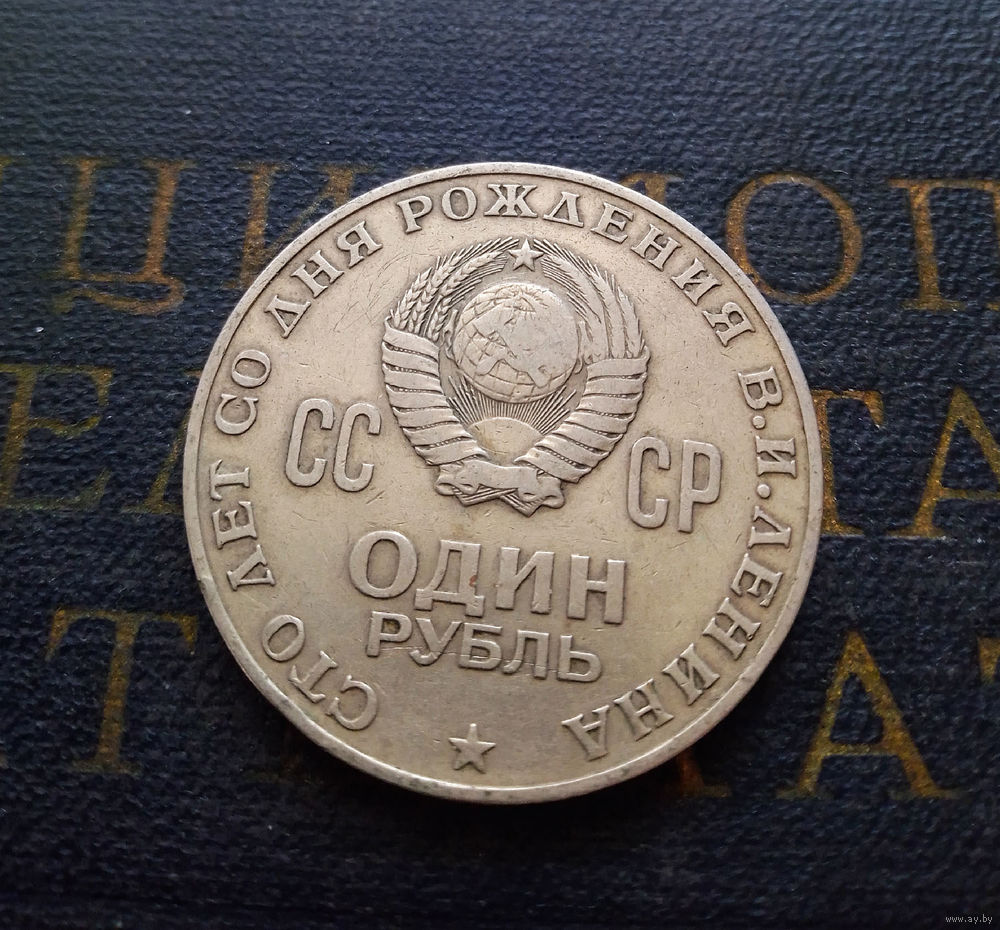 СТО ЛЕТ СО ДНЯ РОЖДЕНИЯ В.И.ЛЕНИНА
СС СР
ОДИН
РУБЛЬ
www.ay.by